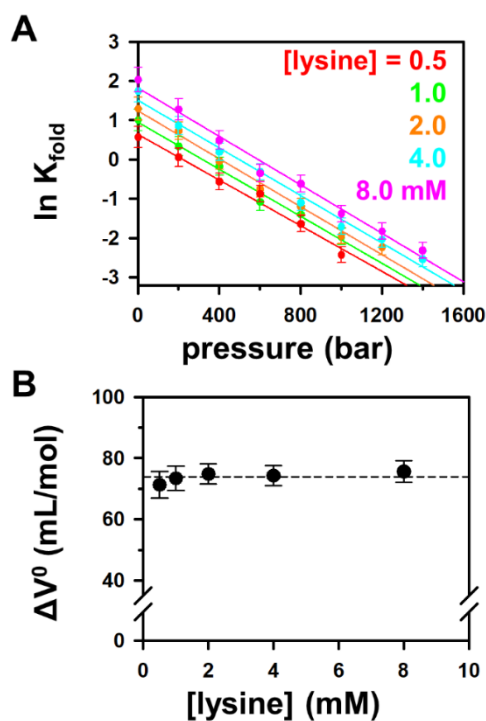 A
[lysine] = 0.5
1.0
2.0
4.0
8.0 mM
ln K_fold
3
2
1
0
-1
-2
-3
0 400 800 1200 1600
pressure (bar)
B
ΔV⁰ (mL/mol)
100
80
60
40
0
0 2 4 6 8 10
[lysine] (mM)